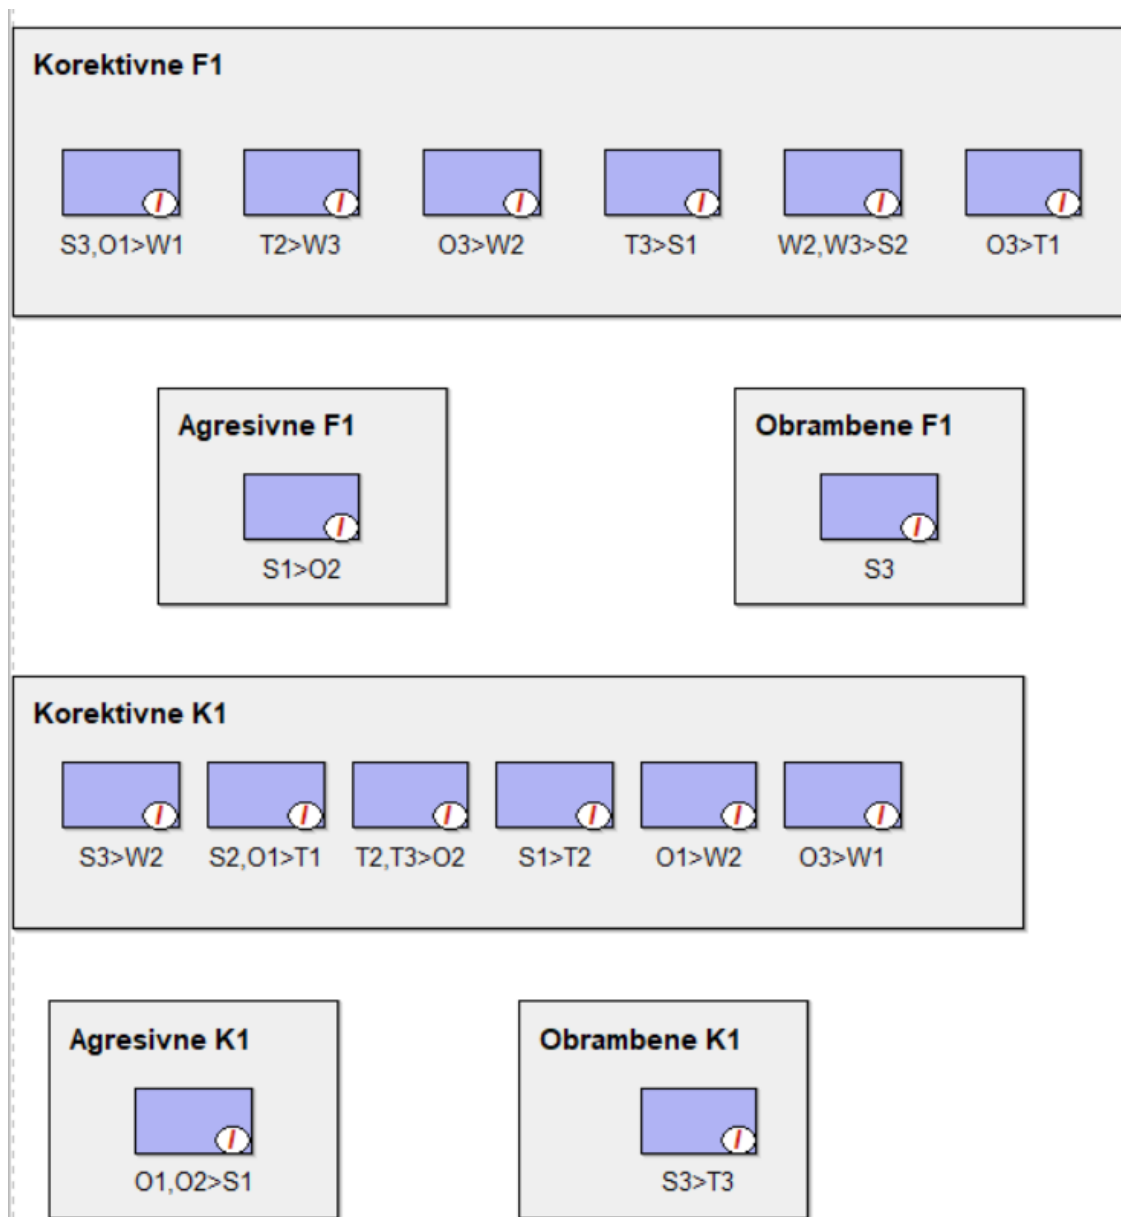 Korektivne F1
S3,O1>W1
T2>W3
O3>W2
T3>S1
W2,W3>S2
O3>T1
Agresivne F1
S1>O2
Obrambene F1
S3
Korektivne K1
S3>W2
S2,O1>T1
T2,T3>O2
S1>T2
O1>W2
O3>W1
Agresivne K1
O1,O2>S1
Obrambene K1
S3>T3